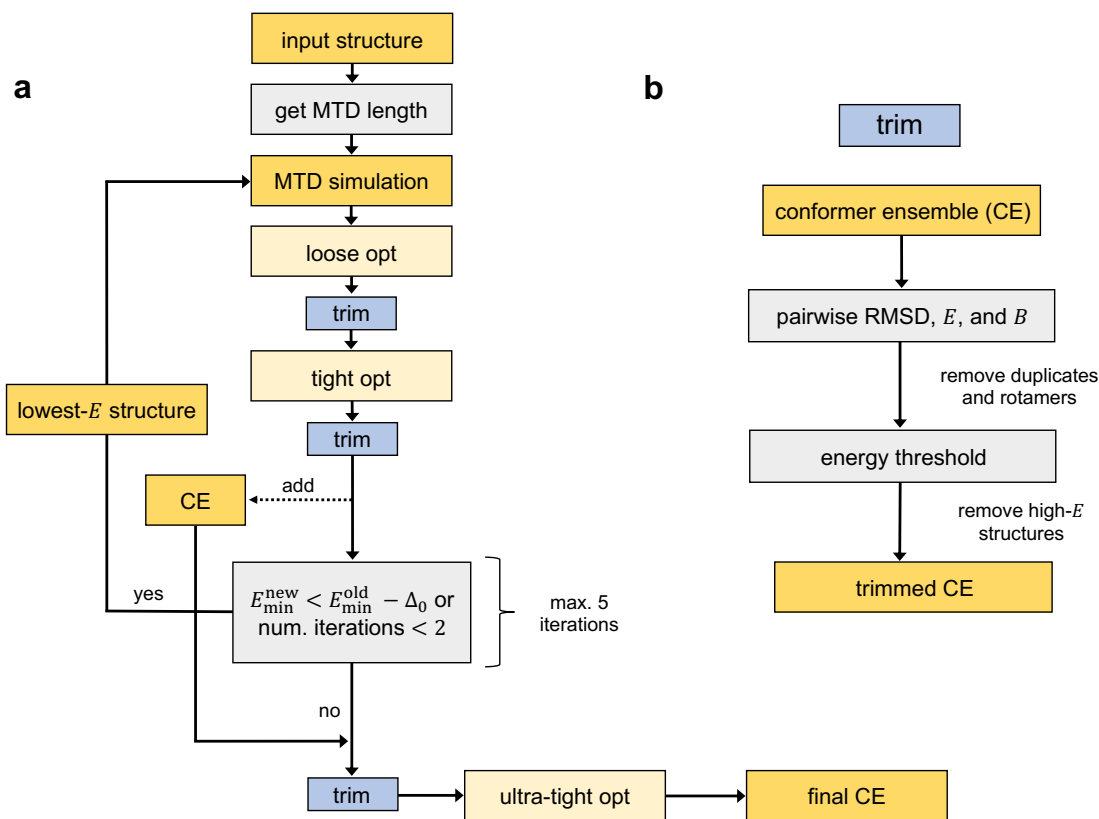 a
input structure
get MTD length
MTD simulation
loose opt
trim
tight opt
lowest-E structure
trim
CE
add
yes
E_min^new < E_min^old − Δ_0 or
num. iterations < 2
max. 5
iterations
no
trim
ultra-tight opt
final CE
b
trim
conformer ensemble (CE)
pairwise RMSD, E, and B
remove duplicates
and rotamers
energy threshold
remove high-E
structures
trimmed CE